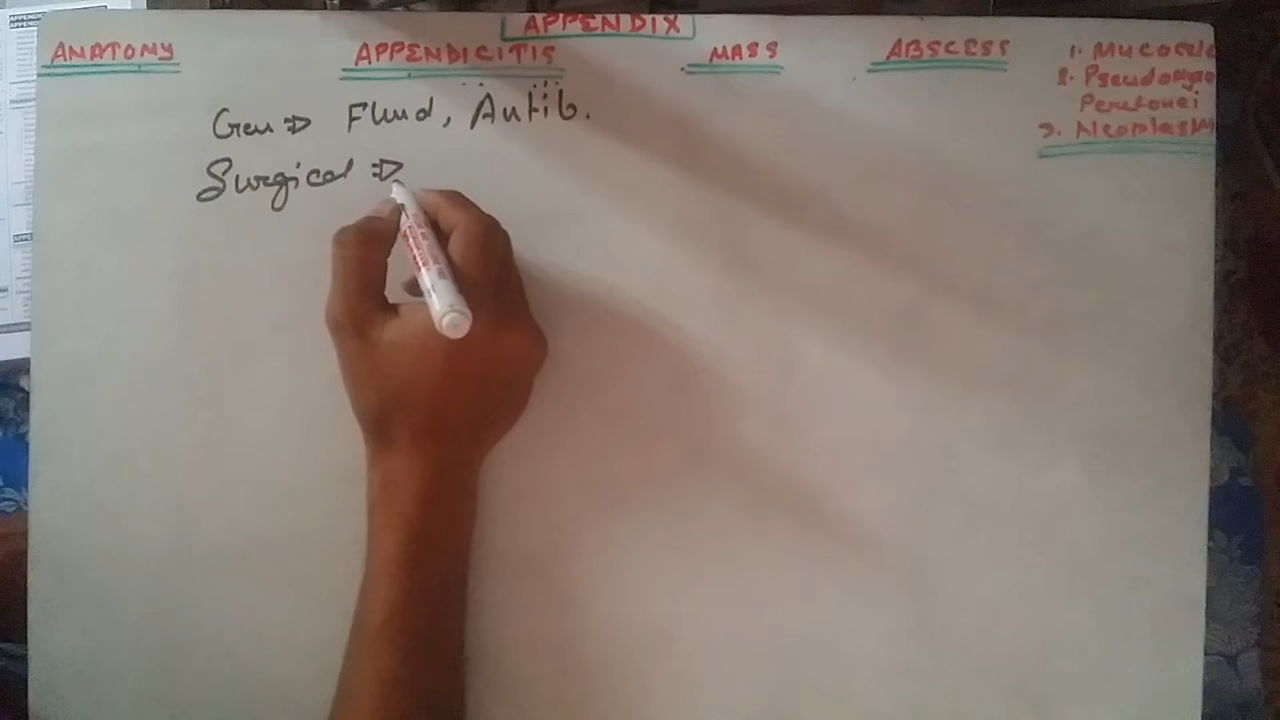 APPENDIX
ANATOMY APPENDICITIS MASS ABSCESS
1. Mucocele
2. Pseudomyxo
Peritonei
3. Neoplasm
Gen ⇒ Fluid, Antib.
Surgical ⇒